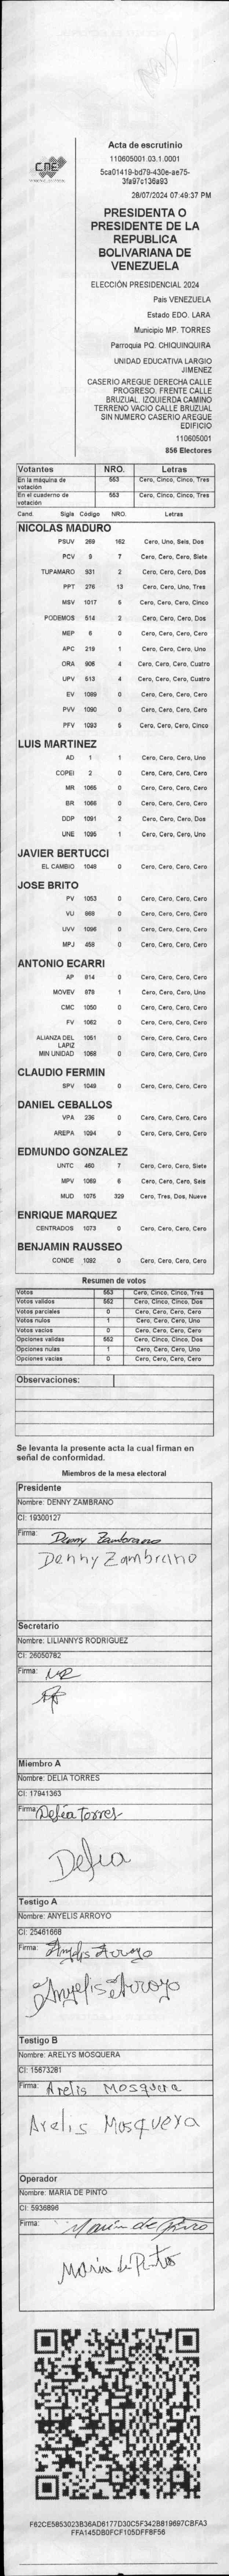 CNE
Acta de escrutinio
110605001.03.1.0001
5ca01419-bd79-430e-ae75-
3fa97c136a93
28/07/2024 07:49:37 PM
PRESIDENTA O
PRESIDENTE DE LA
REPUBLICA
BOLIVARIANA DE
VENEZUELA
ELECCIÓN PRESIDENCIAL 2024
País VENEZUELA
Estado EDO. LARA
Municipio MP. TORRES
Parroquia PQ. CHIQUINQUIRA
UNIDAD EDUCATIVA LARGIO
JIMENEZ
CASERIO AREGUE DERECHA CALLE
PROGRESO. FRENTE CALLE
BRUZUAL. IZQUIERDA CAMINO
TERRENO VACIO CALLE BRUZUAL
SIN NUMERO CASERIO AREGUE
EDIFICIO
110605001
856 Electores
Votantes NRO. Letras
En la máquina de votación 553 Cero, Cinco, Cinco, Tres
En el cuaderno de votación 553 Cero, Cinco, Cinco, Tres
Cand. Sigla Código NRO. Letras
NICOLAS MADURO
PSUV 269 162 Cero, Uno, Seis, Dos
PCV 9 7 Cero, Cero, Cero, Siete
TUPAMARO 931 2 Cero, Cero, Cero, Dos
PPT 276 13 Cero, Cero, Uno, Tres
MSV 1017 5 Cero, Cero, Cero, Cinco
PODEMOS 514 2 Cero, Cero, Cero, Dos
MEP 6 0 Cero, Cero, Cero, Cero
APC 219 1 Cero, Cero, Cero, Uno
ORA 906 4 Cero, Cero, Cero, Cuatro
UPV 513 4 Cero, Cero, Cero, Cuatro
EV 1089 0 Cero, Cero, Cero, Cero
PVV 1090 0 Cero, Cero, Cero, Cero
PFV 1093 5 Cero, Cero, Cero, Cinco
LUIS MARTINEZ
AD 1 1 Cero, Cero, Cero, Uno
COPEI 2 0 Cero, Cero, Cero, Cero
MR 1065 0 Cero, Cero, Cero, Cero
BR 1088 0 Cero, Cero, Cero, Cero
DDP 1091 2 Cero, Cero, Cero, Dos
UNE 1095 1 Cero, Cero, Cero, Uno
JAVIER BERTUCCI
EL CAMBIO 1048 0 Cero, Cero, Cero, Cero
JOSE BRITO
PV 1053 0 Cero, Cero, Cero, Cero
VU 969 0 Cero, Cero, Cero, Cero
UVV 1096 0 Cero, Cero, Cero, Cero
MPJ 458 0 Cero, Cero, Cero, Cero
ANTONIO ECARRI
AP 914 0 Cero, Cero, Cero, Cero
MOVEV 879 1 Cero, Cero, Cero, Uno
CMC 1050 0 Cero, Cero, Cero, Cero
FV 1062 0 Cero, Cero, Cero, Cero
ALIANZA DEL LAPIZ 1051 0 Cero, Cero, Cero, Cero
MIN UNIDAD 1068 0 Cero, Cero, Cero, Cero
CLAUDIO FERMIN
SPV 1049 0 Cero, Cero, Cero, Cero
DANIEL CEBALLOS
VPA 236 0 Cero, Cero, Cero, Cero
AREPA 1094 0 Cero, Cero, Cero, Cero
EDMUNDO GONZALEZ
UNTC 460 7 Cero, Cero, Cero, Siete
MPV 1069 6 Cero, Cero, Cero, Seis
MUD 1075 329 Cero, Tres, Dos, Nueve
ENRIQUE MARQUEZ
CENTRADOS 1073 0 Cero, Cero, Cero, Cero
BENJAMIN RAUSSEO
CONDE 1092 0 Cero, Cero, Cero, Cero
Resumen de votos
Votos 553 Cero, Cinco, Cinco, Tres
Votos validos 552 Cero, Cinco, Cinco, Dos
Votos parciales 0 Cero, Cero, Cero, Cero
Votos nulos 1 Cero, Cero, Cero, Uno
Votos vacios 0 Cero, Cero, Cero, Cero
Opciones validas 552 Cero, Cinco, Cinco, Dos
Opciones nulas 1 Cero, Cero, Cero, Uno
Opciones vacias 0 Cero, Cero, Cero, Cero
Observaciones:
Se levanta la presente acta la cual firman en
señal de conformidad.
Miembros de la mesa electoral
Presidente
Nombre: DENNY ZAMBRANO
CI: 19300127
Firma: Denny Zambrano
Denny Zambrano
Secretario
Nombre: LILIANNYS RODRIGUEZ
CI: 26050782
Firma:
Miembro A
Nombre: DELIA TORRES
CI: 17941363
Firma: Delia Torres
Delia
Testigo A
Nombre: ANYELIS ARROYO
CI: 25461668
Firma: Anyelis Arroyo
Anyelis Arroyo
Testigo B
Nombre: ARELYS MOSQUERA
CI: 15673281
Firma: Arelis Mosquera
Arelis Mosquera
Operador
Nombre: MARIA DE PINTO
CI: 5936896
Firma: Maria de Pinto
Maria de Pinto
F62CE5853023B36AD6177D30C5F342B819697CBFA3
FFA145DB0FCF105DFF8F56